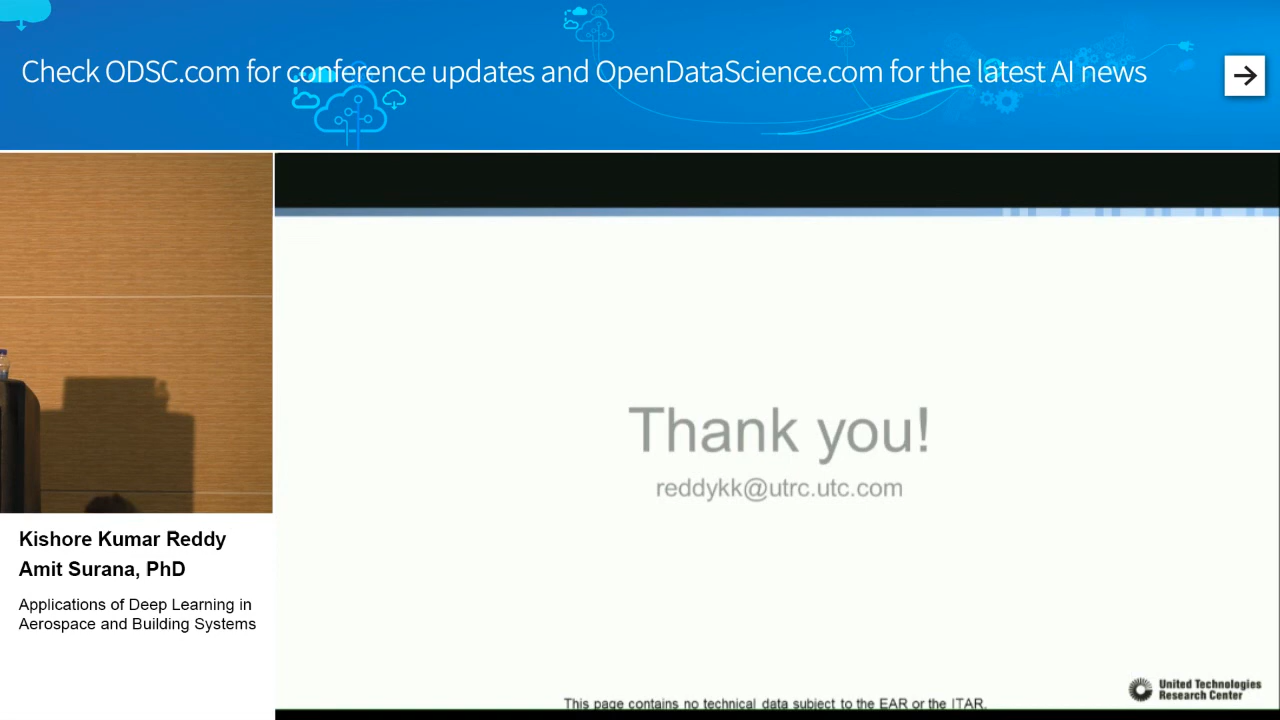 Check ODSC.com for conference updates and OpenDataScience.com for the latest AI news
Thank you!
reddykk@utrc.utc.com
Kishore Kumar Reddy
Amit Surana, PhD
Applications of Deep Learning in
Aerospace and Building Systems
United Technologies
Research Center
This page contains no technical data subject to the EAR or the ITAR.